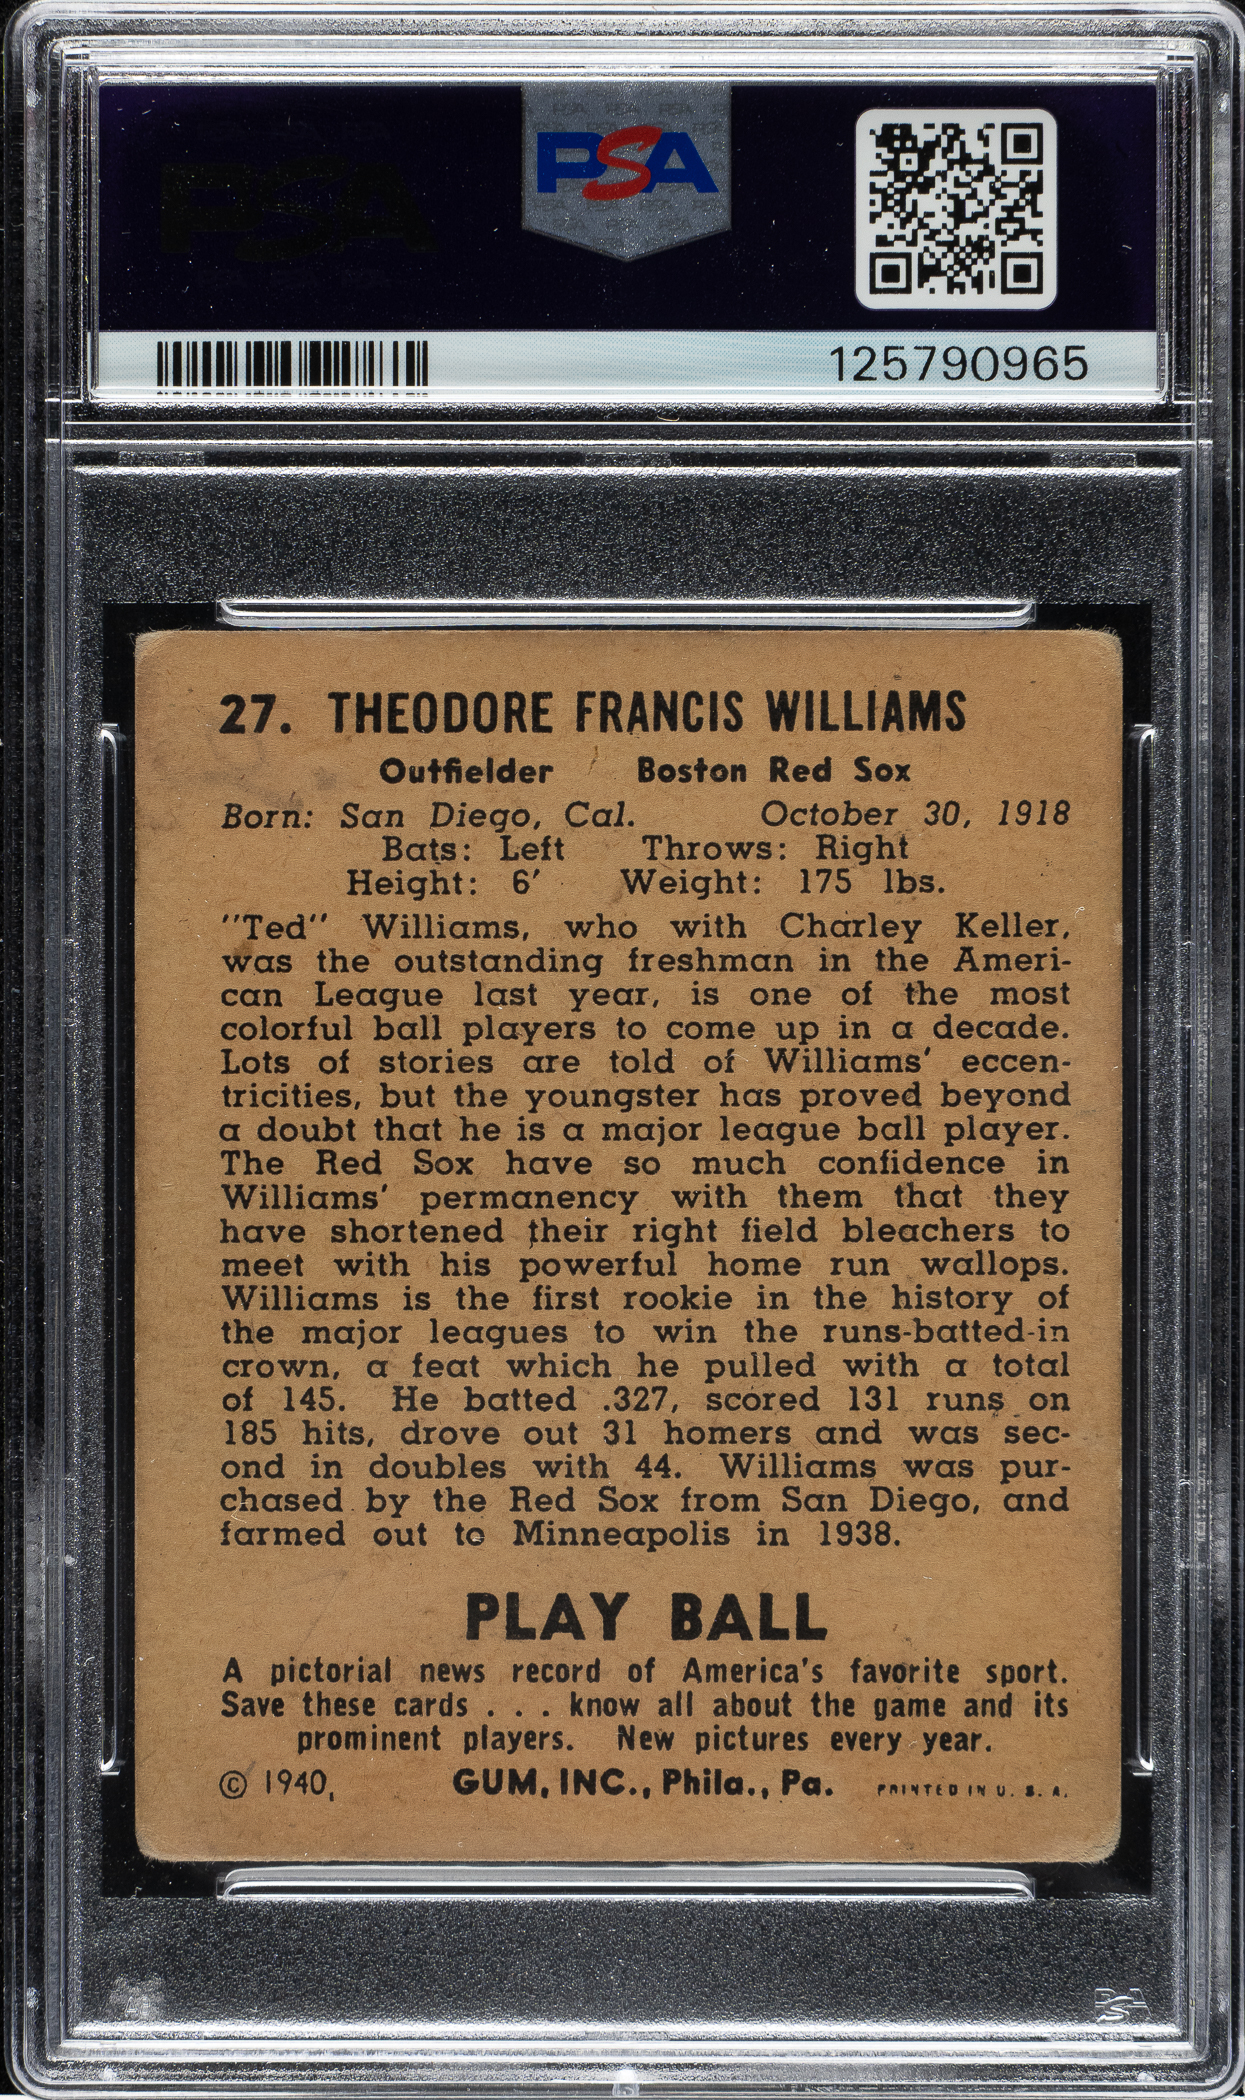 PSA
125790965
27. THEODORE FRANCIS WILLIAMS
Outfielder Boston Red Sox
Born: San Diego, Cal. October 30, 1918
Bats: Left Throws: Right
Height: 6' Weight: 175 lbs.
"Ted" Williams, who with Charley Keller,
was the outstanding freshman in the Ameri-
can League last year, is one of the most
colorful ball players to come up in a decade.
Lots of stories are told of Williams' eccen-
tricities, but the youngster has proved beyond
a doubt that he is a major league ball player.
The Red Sox have so much confidence in
Williams' permanency with them that they
have shortened their right field bleachers to
meet with his powerful home run wallops.
Williams is the first rookie in the history of
the major leagues to win the runs-batted-in
crown, a feat which he pulled with a total
of 145. He batted .327, scored 131 runs on
185 hits, drove out 31 homers and was sec-
ond in doubles with 44. Williams was pur-
chased by the Red Sox from San Diego, and
farmed out to Minneapolis in 1938.
PLAY BALL
A pictorial news record of America's favorite sport.
Save these cards . . . know all about the game and its
prominent players. New pictures every year.
© 1940, GUM, INC., Phila., Pa. PRINTED IN U. S. A.
PSA